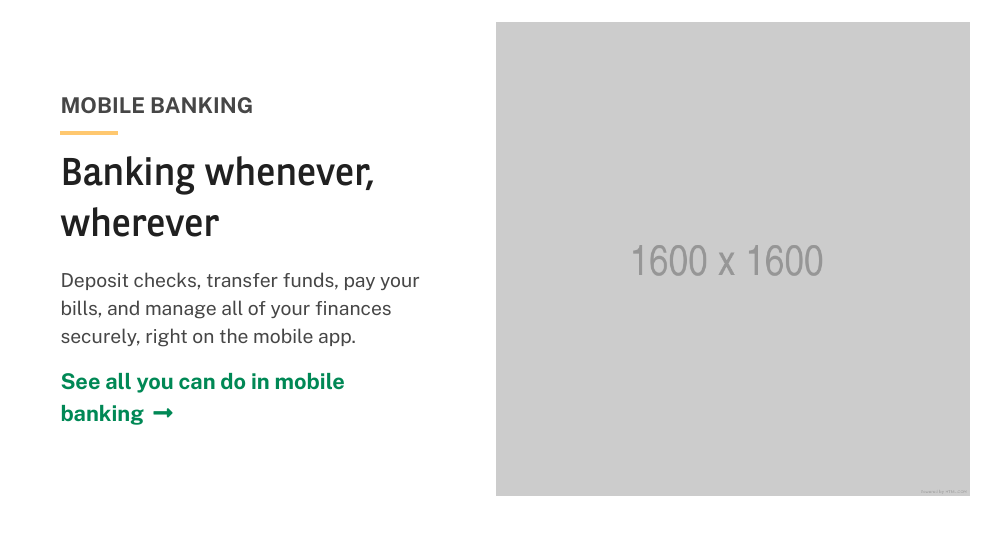 MOBILE BANKING
Banking whenever,
wherever
Deposit checks, transfer funds, pay your
bills, and manage all of your finances
securely, right on the mobile app.
See all you can do in mobile
banking →
1600 x 1600